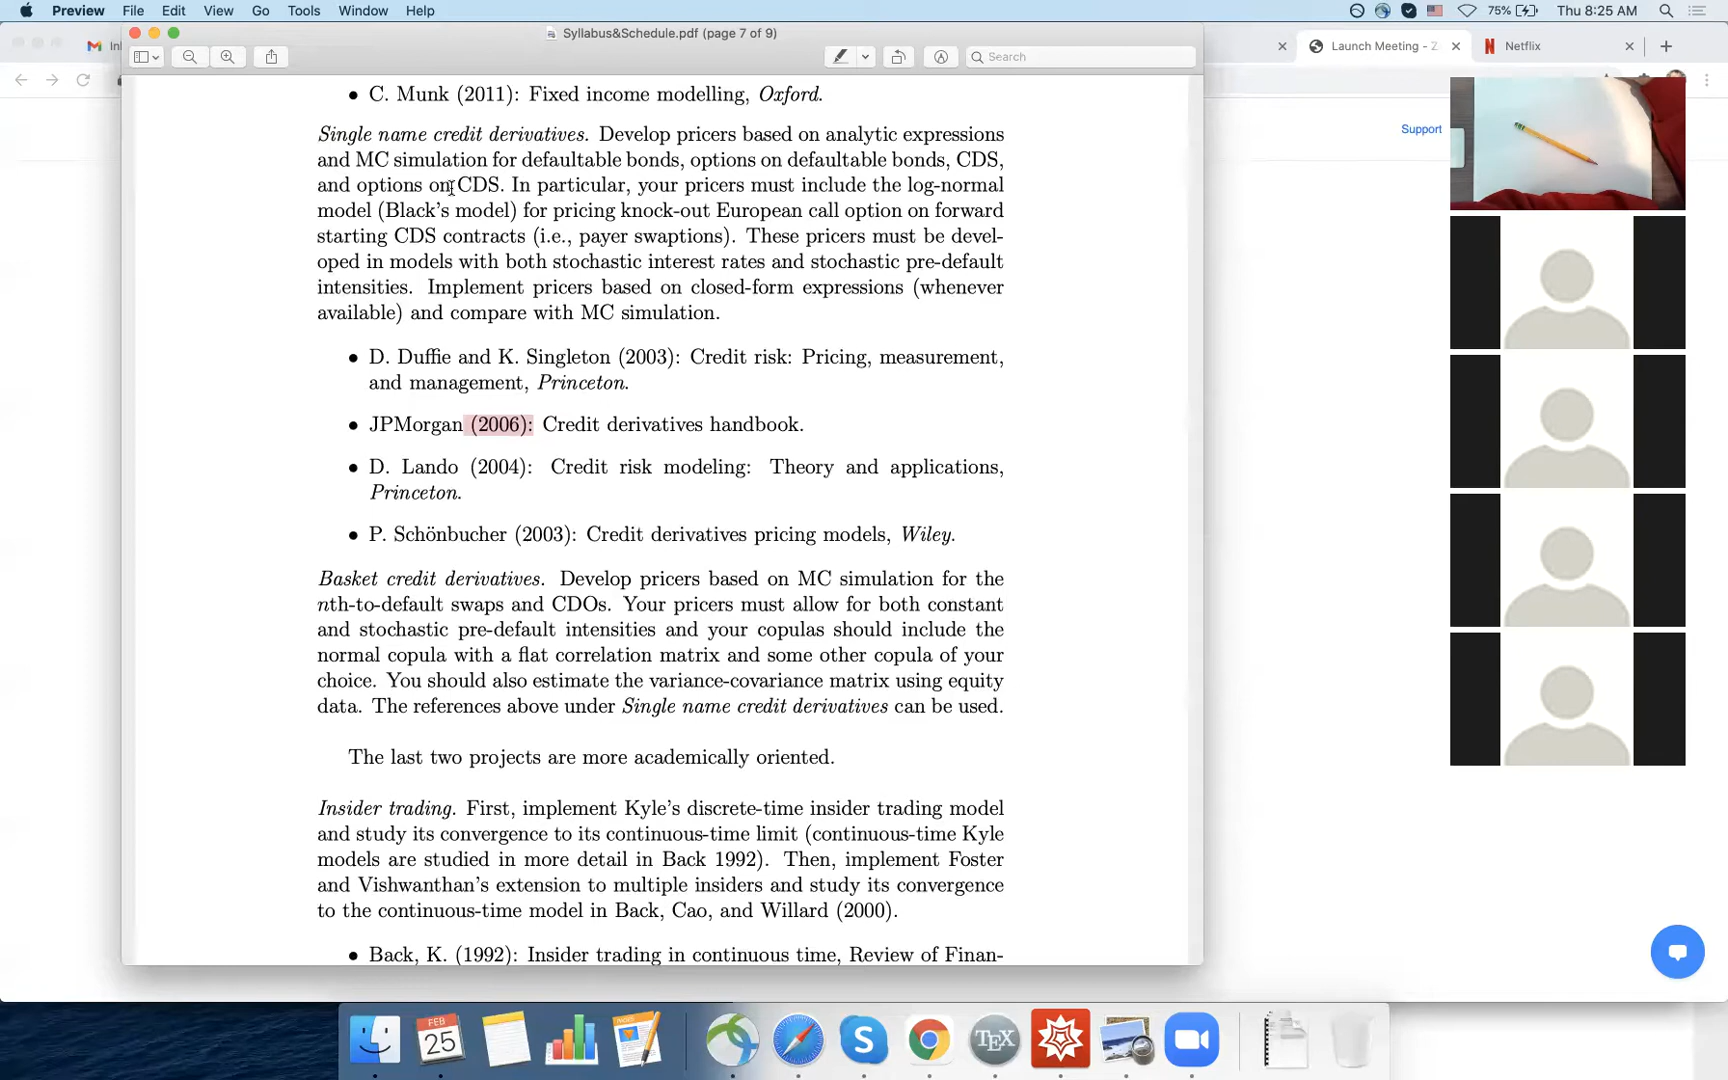 Preview File Edit View Go Tools Window Help 75% Thu 8:25 AM
Syllabus&Schedule.pdf (page 7 of 9)
Launch Meeting - Z
Netflix
Search
Support
• C. Munk (2011): Fixed income modelling, Oxford.
Single name credit derivatives. Develop pricers based on analytic expressions
and MC simulation for defaultable bonds, options on defaultable bonds, CDS,
and options on CDS. In particular, your pricers must include the log-normal
model (Black's model) for pricing knock-out European call option on forward
starting CDS contracts (i.e., payer swaptions). These pricers must be devel-
oped in models with both stochastic interest rates and stochastic pre-default
intensities. Implement pricers based on closed-form expressions (whenever
available) and compare with MC simulation.
• D. Duffie and K. Singleton (2003): Credit risk: Pricing, measurement,
and management, Princeton.
• JPMorgan (2006): Credit derivatives handbook.
• D. Lando (2004): Credit risk modeling: Theory and applications,
Princeton.
• P. Schönbucher (2003): Credit derivatives pricing models, Wiley.
Basket credit derivatives. Develop pricers based on MC simulation for the
nth-to-default swaps and CDOs. Your pricers must allow for both constant
and stochastic pre-default intensities and your copulas should include the
normal copula with a flat correlation matrix and some other copula of your
choice. You should also estimate the variance-covariance matrix using equity
data. The references above under Single name credit derivatives can be used.
The last two projects are more academically oriented.
Insider trading. First, implement Kyle's discrete-time insider trading model
and study its convergence to its continuous-time limit (continuous-time Kyle
models are studied in more detail in Back 1992). Then, implement Foster
and Vishwanthan's extension to multiple insiders and study its convergence
to the continuous-time model in Back, Cao, and Willard (2000).
• Back, K. (1992): Insider trading in continuous time, Review of Finan-
FEB
25
TEX